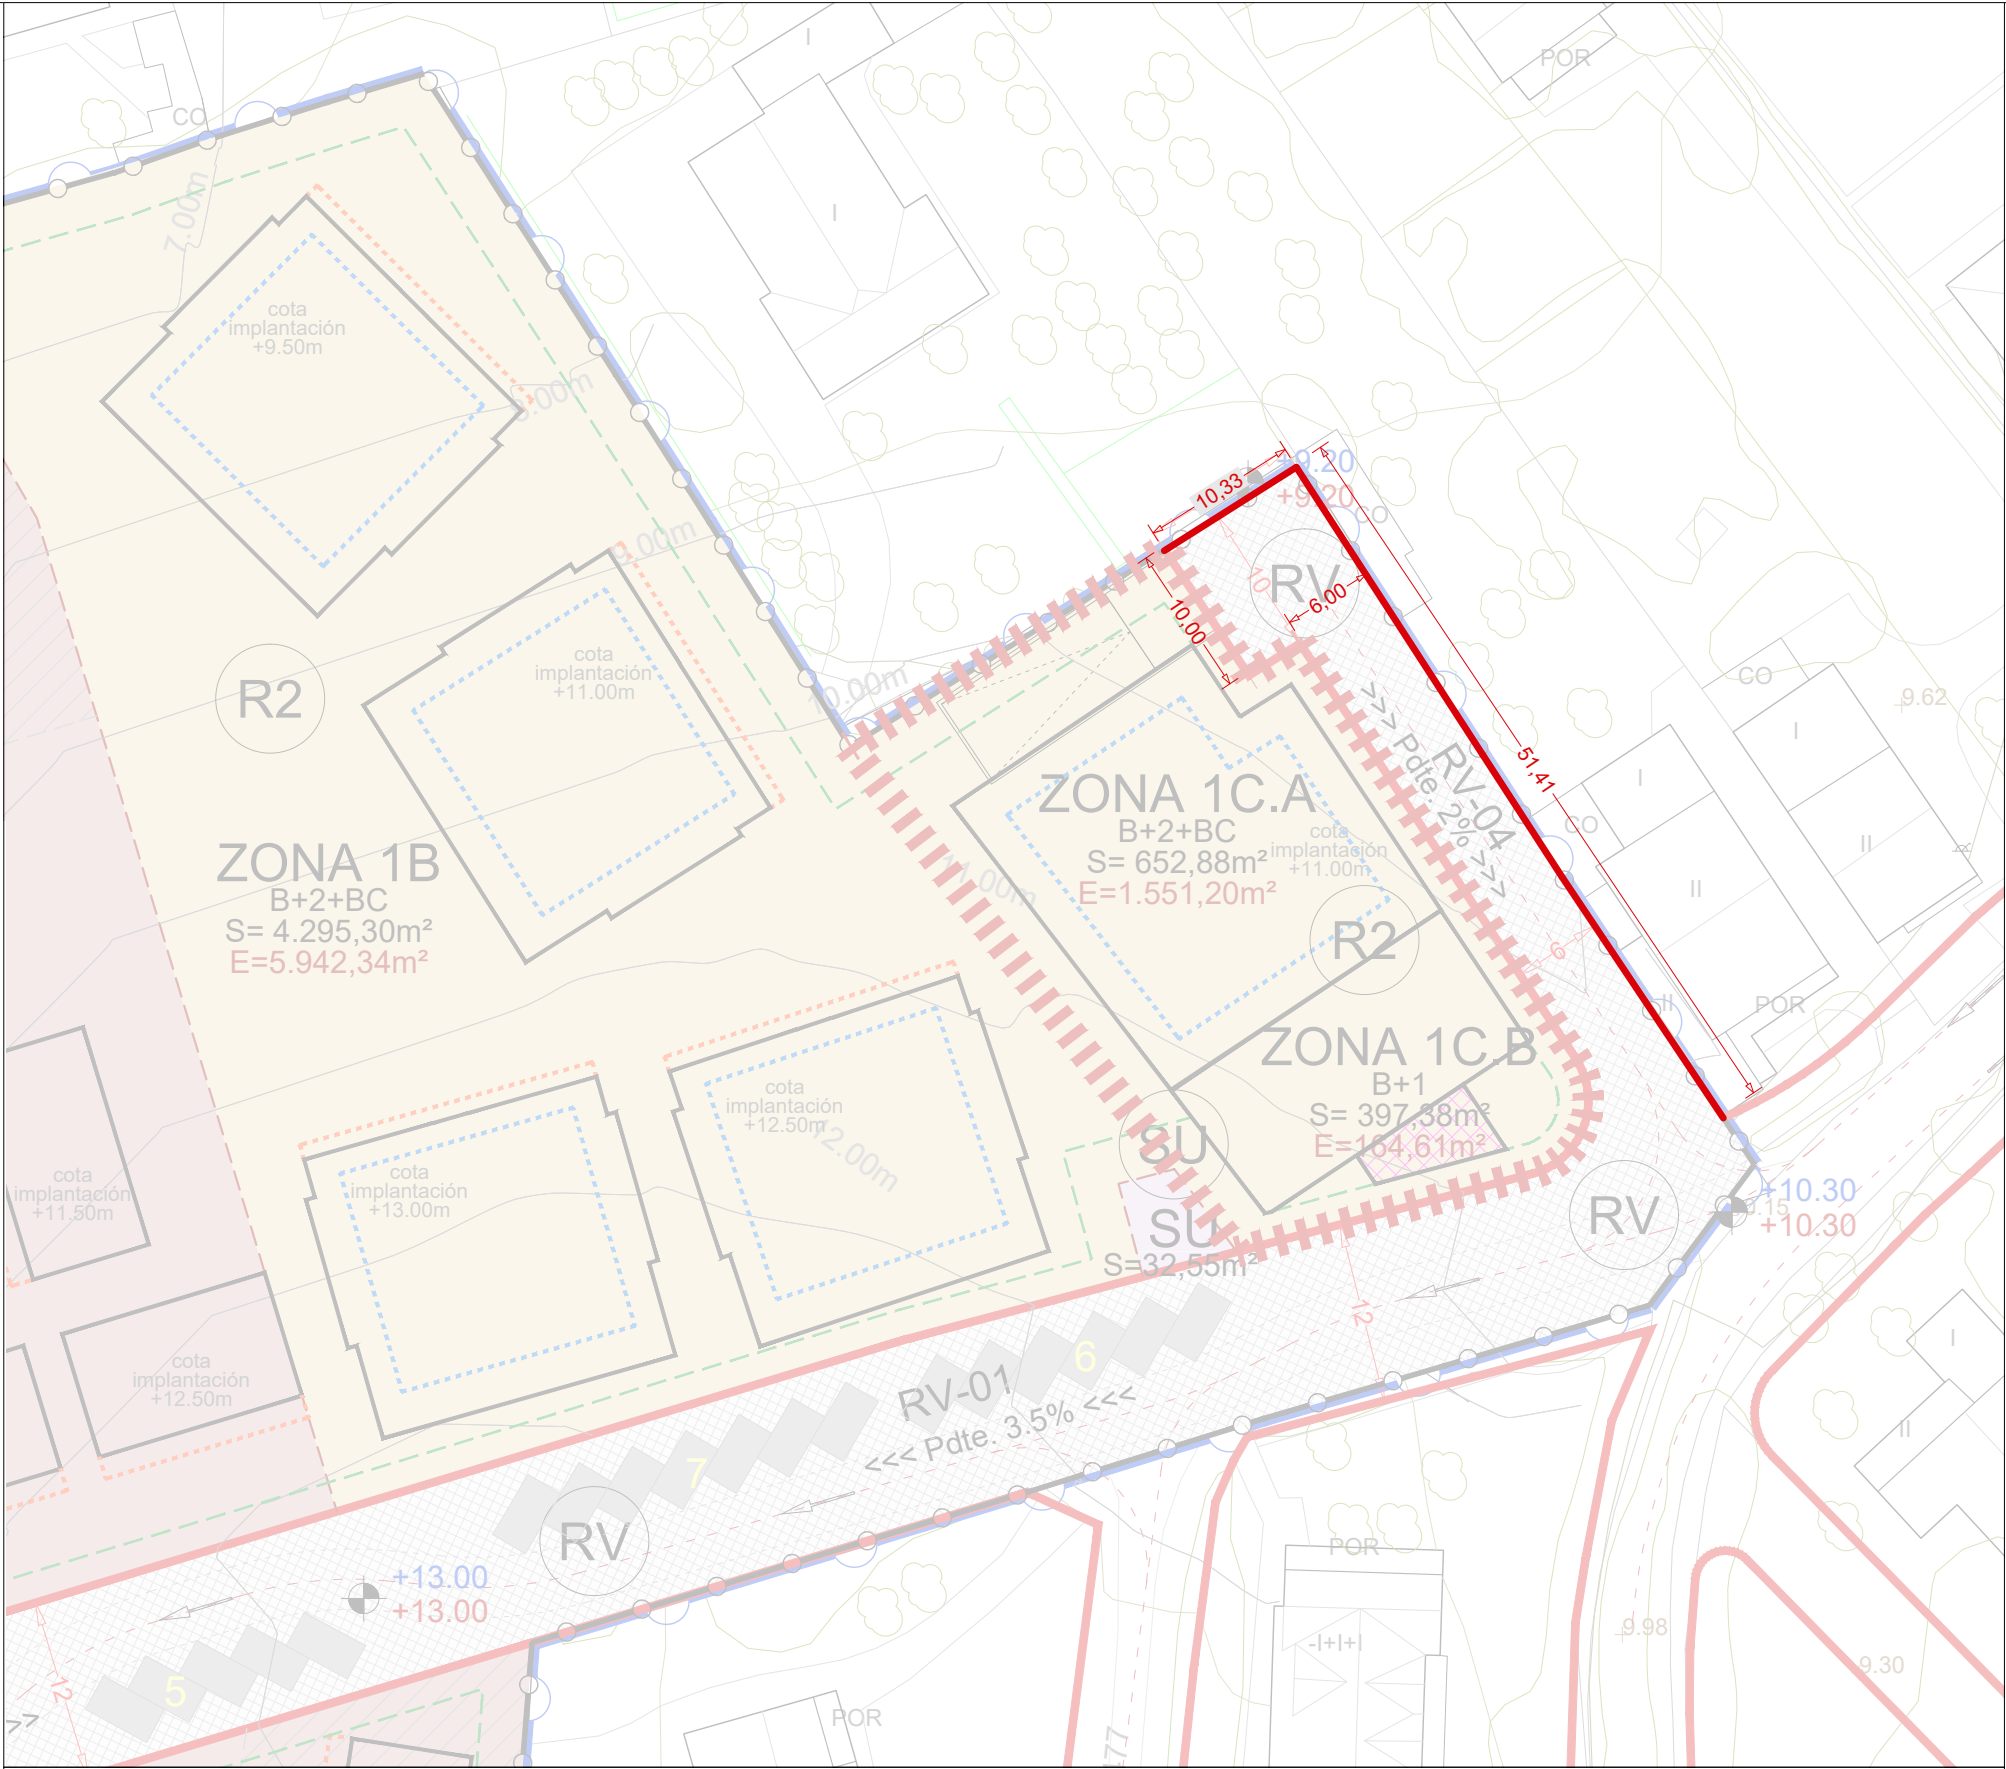 I
POR
CO
7.00m
I
cota
implantación
+9.50m
8.00m
+9.20
+9.20
10,33
CO
9.00m
RV
10
6,00
10,00
R2
cota
implantación
+11.00m
10.00m
CO
9.62
I
>>> Pdte. 2% >>>
RV-04
51,41
I
ZONA 1C.A
B+2+BC
S= 652,88m²
E=1.551,20m²
cota
implantación
+11.00m
CO
II
ZONA 1B
B+2+BC
S= 4.295,30m²
E=5.942,34m²
11.00m
II
R2
6
II
POR
ZONA 1C.B
B+1
S= 397,38m²
E=164,61m²
cota
implantación
+12.50m
12.00m
SU
cota
implantación
+11.50m
cota
implantación
+13.00m
+10.30
+10.30
RV
SU
S=32,55m²
12
6
I
cota
implantación
+12.50m
RV-01
<<< Pdte. 3.5% <<<
II
7
RV
POR
+13.00
+13.00
-I+I+I
9.98
9.30
5
12
POR
>>